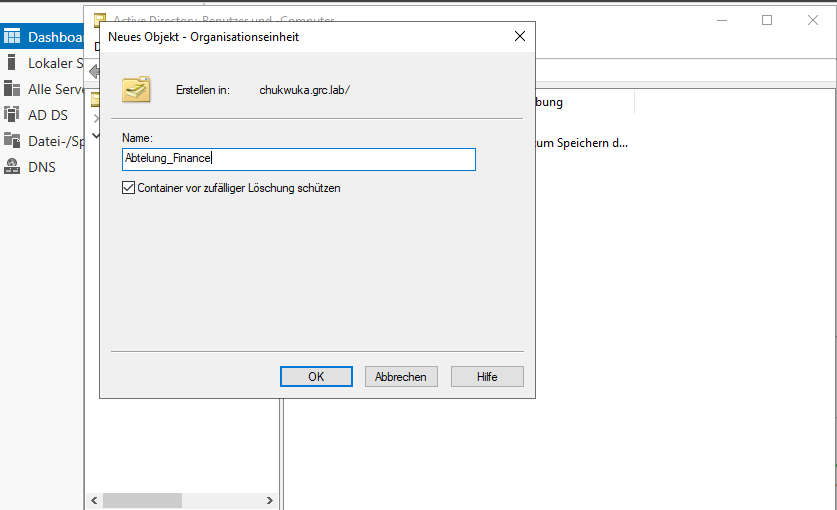 Active Directory-Benutzer und -Computer
Neues Objekt - Organisationseinheit
Dashboa
Lokaler S
Alle Serve
AD DS
Datei-/Sp
DNS
D
Erstellen in: chukwuka.grc.lab/
bung
Name:
zum Speichern d...
Abtelung_Finance
Container vor zufälliger Löschung schützen
OK Abbrechen Hilfe